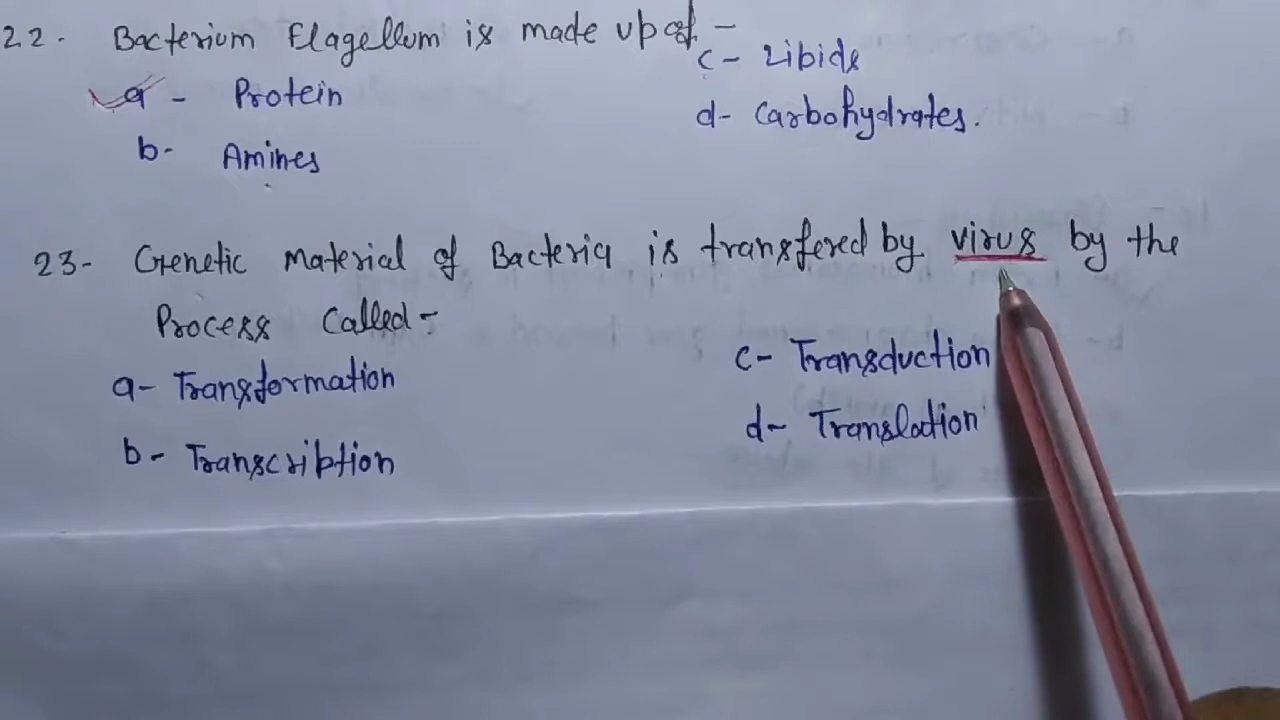 22. Bacterium Flagellum is made up of -
a - Protein
b- Amines
c - Libids
d- Carbohydrates.
23- Genetic Material of Bacteria is transfered by virus by the
Process Called :-
a- Transformation
b - Transcribtion
c- Transduction
d- Translation